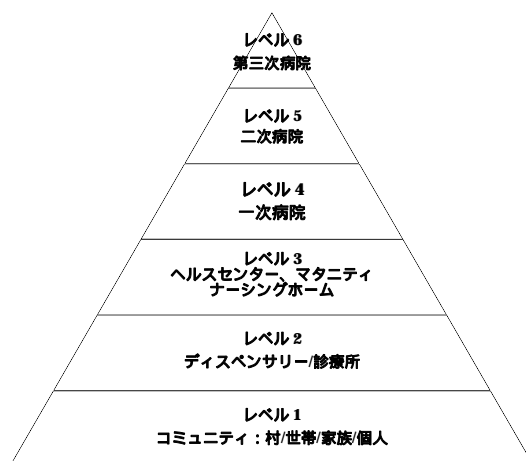 レベル 6
第三次病院
レベル 5
二次病院
レベル 4
一次病院
レベル 3
ヘルスセンター、マタニティ
ナーシングホーム
レベル 2
ディスペンサリー/診療所
レベル 1
コミュニティ：村/世帯/家族/個人